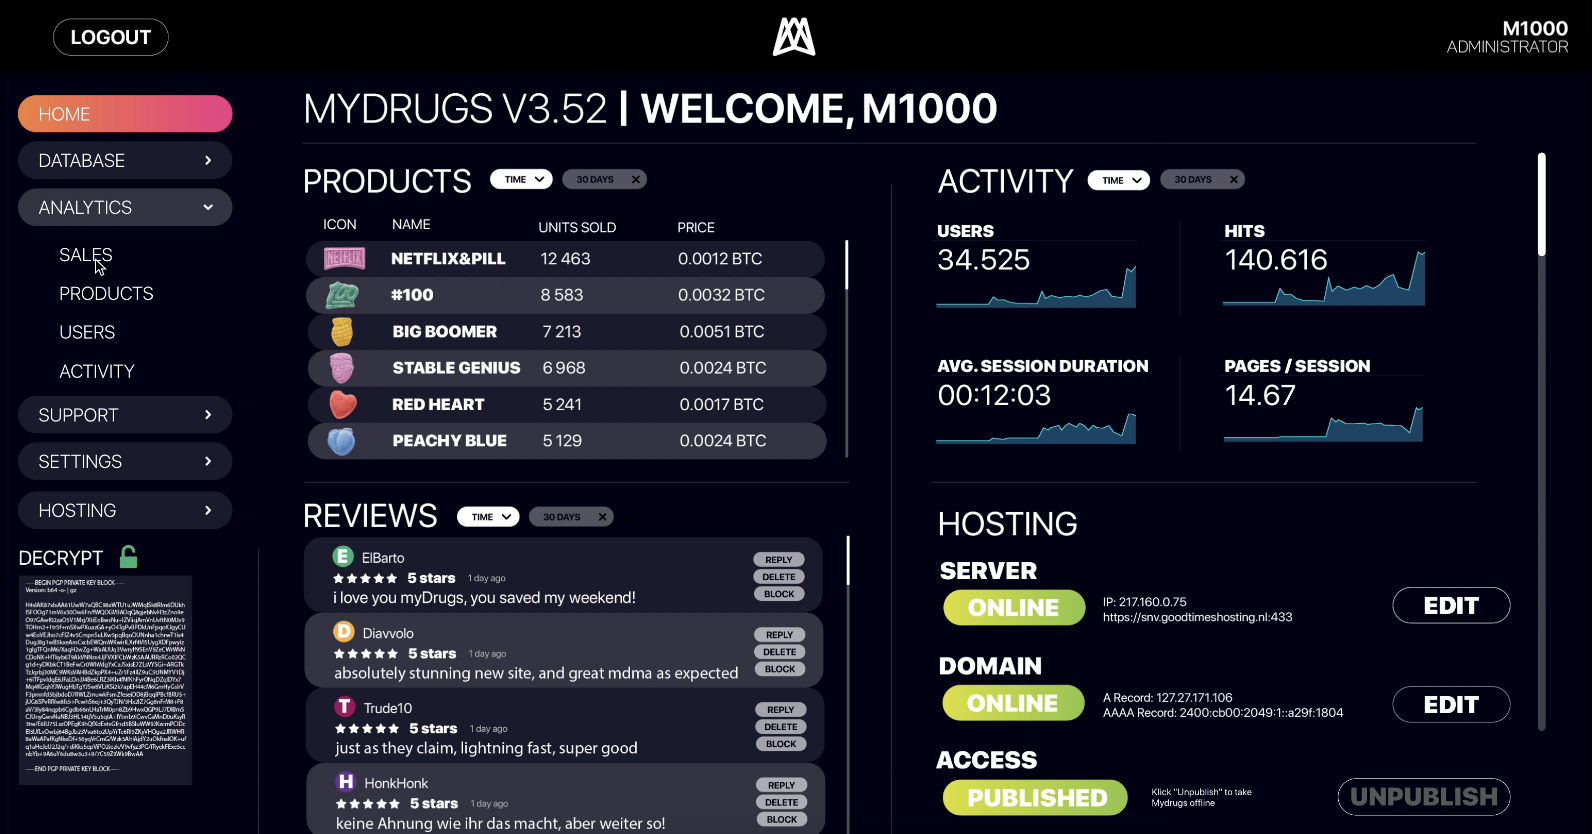 LOGOUT
M1000
ADMINISTRATOR
HOME
DATABASE
ANALYTICS
SALES
PRODUCTS
USERS
ACTIVITY
SUPPORT
SETTINGS
HOSTING
DECRYPT
-----BEGIN PGP PRIVATE KEY BLOCK-----
-----END PGP PRIVATE KEY BLOCK-----
MYDRUGS V3.52 | WELCOME, M1000
PRODUCTS TIME 30 DAYS
ICON NAME UNITS SOLD PRICE
NETFLIX NETFLIX&PILL 12 463 0.0012 BTC
#100 8 583 0.0032 BTC
BIG BOOMER 7 213 0.0051 BTC
STABLE GENIUS 6 968 0.0024 BTC
RED HEART 5 241 0.0017 BTC
PEACHY BLUE 5 129 0.0024 BTC
REVIEWS TIME 30 DAYS
E ElBarto
5 stars 1 day ago
i love you myDrugs, you saved my weekend!
REPLY
DELETE
BLOCK
D Diavvolo
5 stars 1 day ago
absolutely stunning new site, and great mdma as expected
REPLY
DELETE
BLOCK
T Trude10
5 stars 1 day ago
just as they claim, lightning fast, super good
REPLY
DELETE
BLOCK
H HonkHonk
5 stars 1 day ago
keine Ahnung wie ihr das macht, aber weiter so!
REPLY
DELETE
BLOCK
ACTIVITY TIME 30 DAYS
USERS
34.525
HITS
140.616
AVG. SESSION DURATION
00:12:03
PAGES / SESSION
14.67
HOSTING
SERVER
ONLINE
IP: 217.160.0.75
https://snv.goodtimeshosting.nl:433
EDIT
DOMAIN
ONLINE
A Record: 127.27.171.106
AAAA Record: 2400:cb00:2049:1::a29f:1804
EDIT
ACCESS
PUBLISHED
Klick "Unpublish" to take
Mydrugs offline
UNPUBLISH